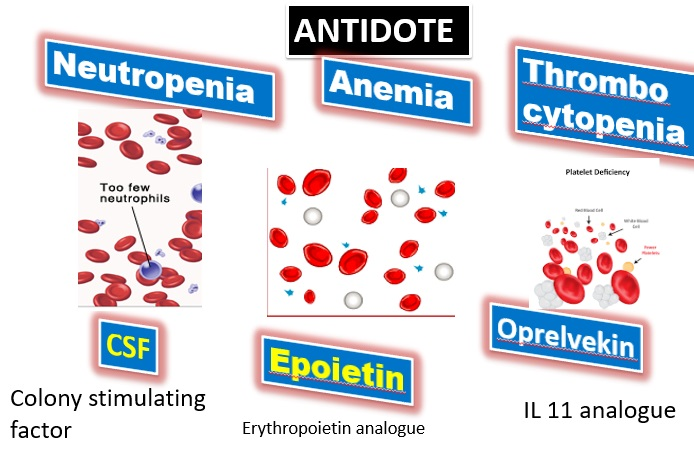 ANTIDOTE
Neutropenia
Anemia
Thrombo
cytopenia
Too few
neutrophils
Platelet Deficiency
Red Blood Cell
White Blood
Cell
Fewer
Platelets
CSF
Epoietin
Oprelvekin
Colony stimulating
factor
Erythropoietin analogue
IL 11 analogue